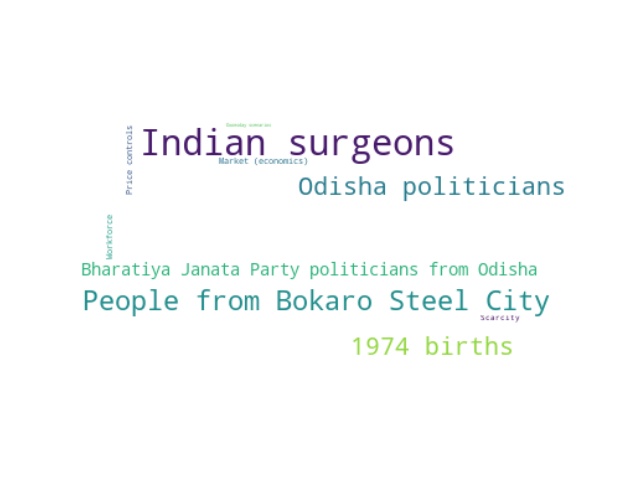 Price controls
Indian surgeons
Market (economics)
Odisha politicians
Workforce
Bharatiya Janata Party politicians from Odisha
People from Bokaro Steel City
Scarcity
1974 births